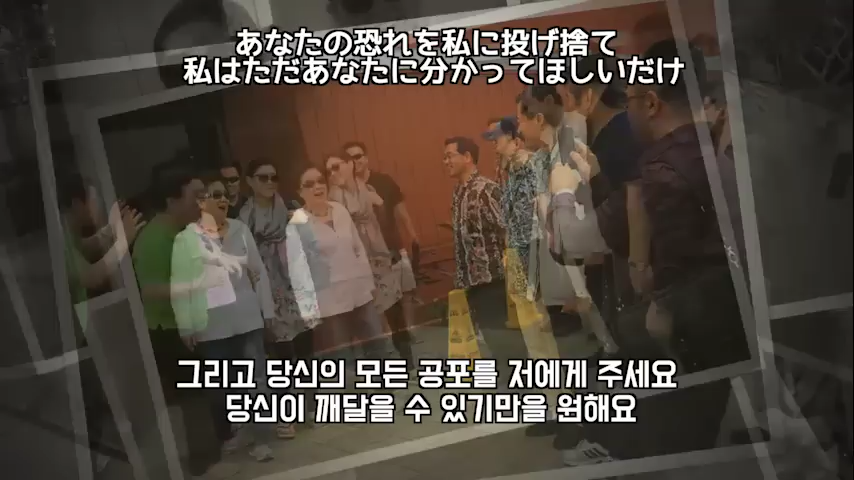 あなたの恐れを私に投げ捨て
私はただあなたに分かってほしいだけ
그리고 당신의 모든 공포를 저에게 주세요
당신이 깨달을 수 있기만을 원해요